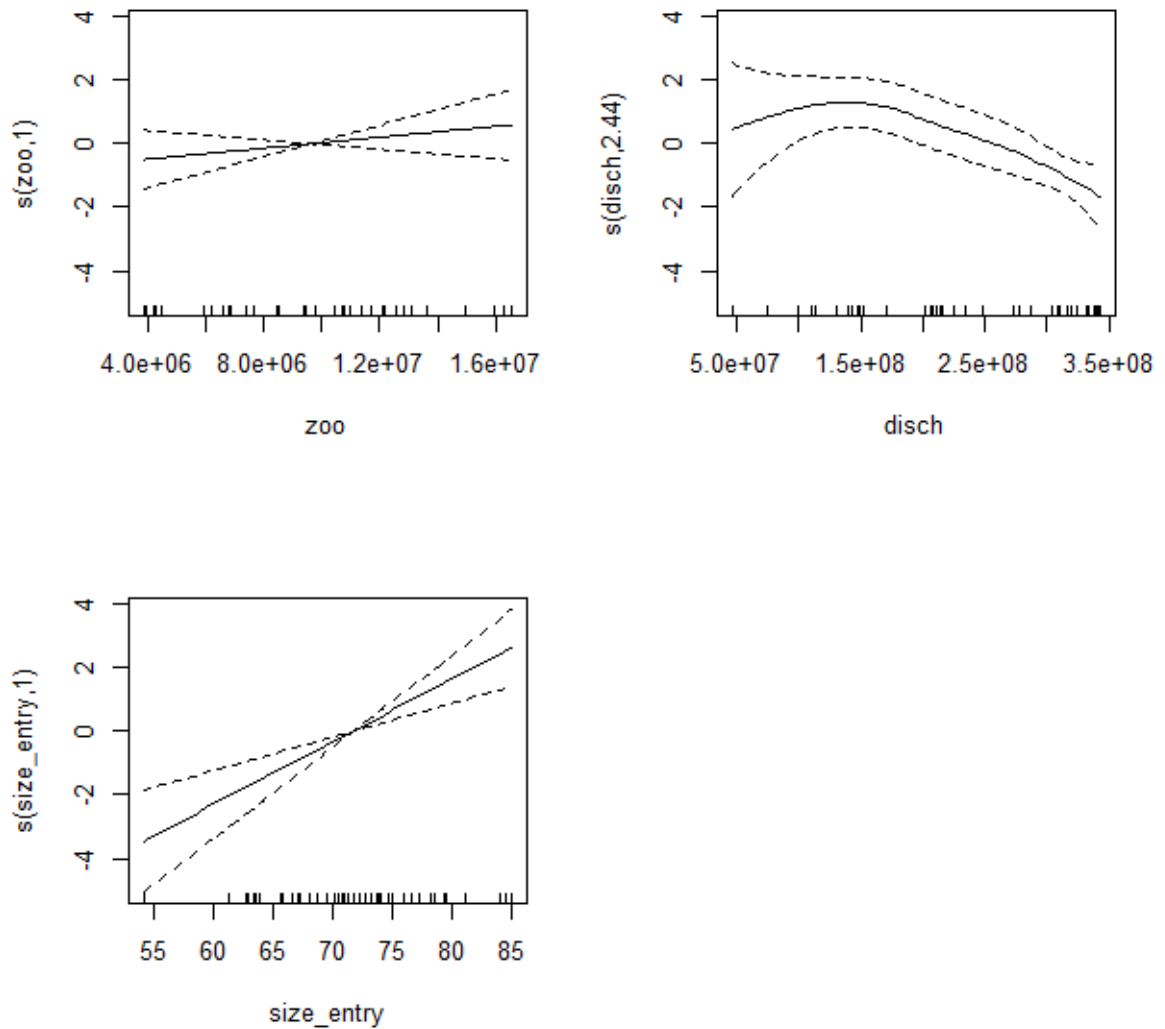 s(zoo,1)
4
2
0
-2
-4
4.0e+06 8.0e+06 1.2e+07 1.6e+07
zoo
s(disch,2.44)
4
2
0
-2
-4
5.0e+07 1.5e+08 2.5e+08 3.5e+08
disch
s(size_entry,1)
4
2
0
-2
-4
55 60 65 70 75 80 85
size_entry